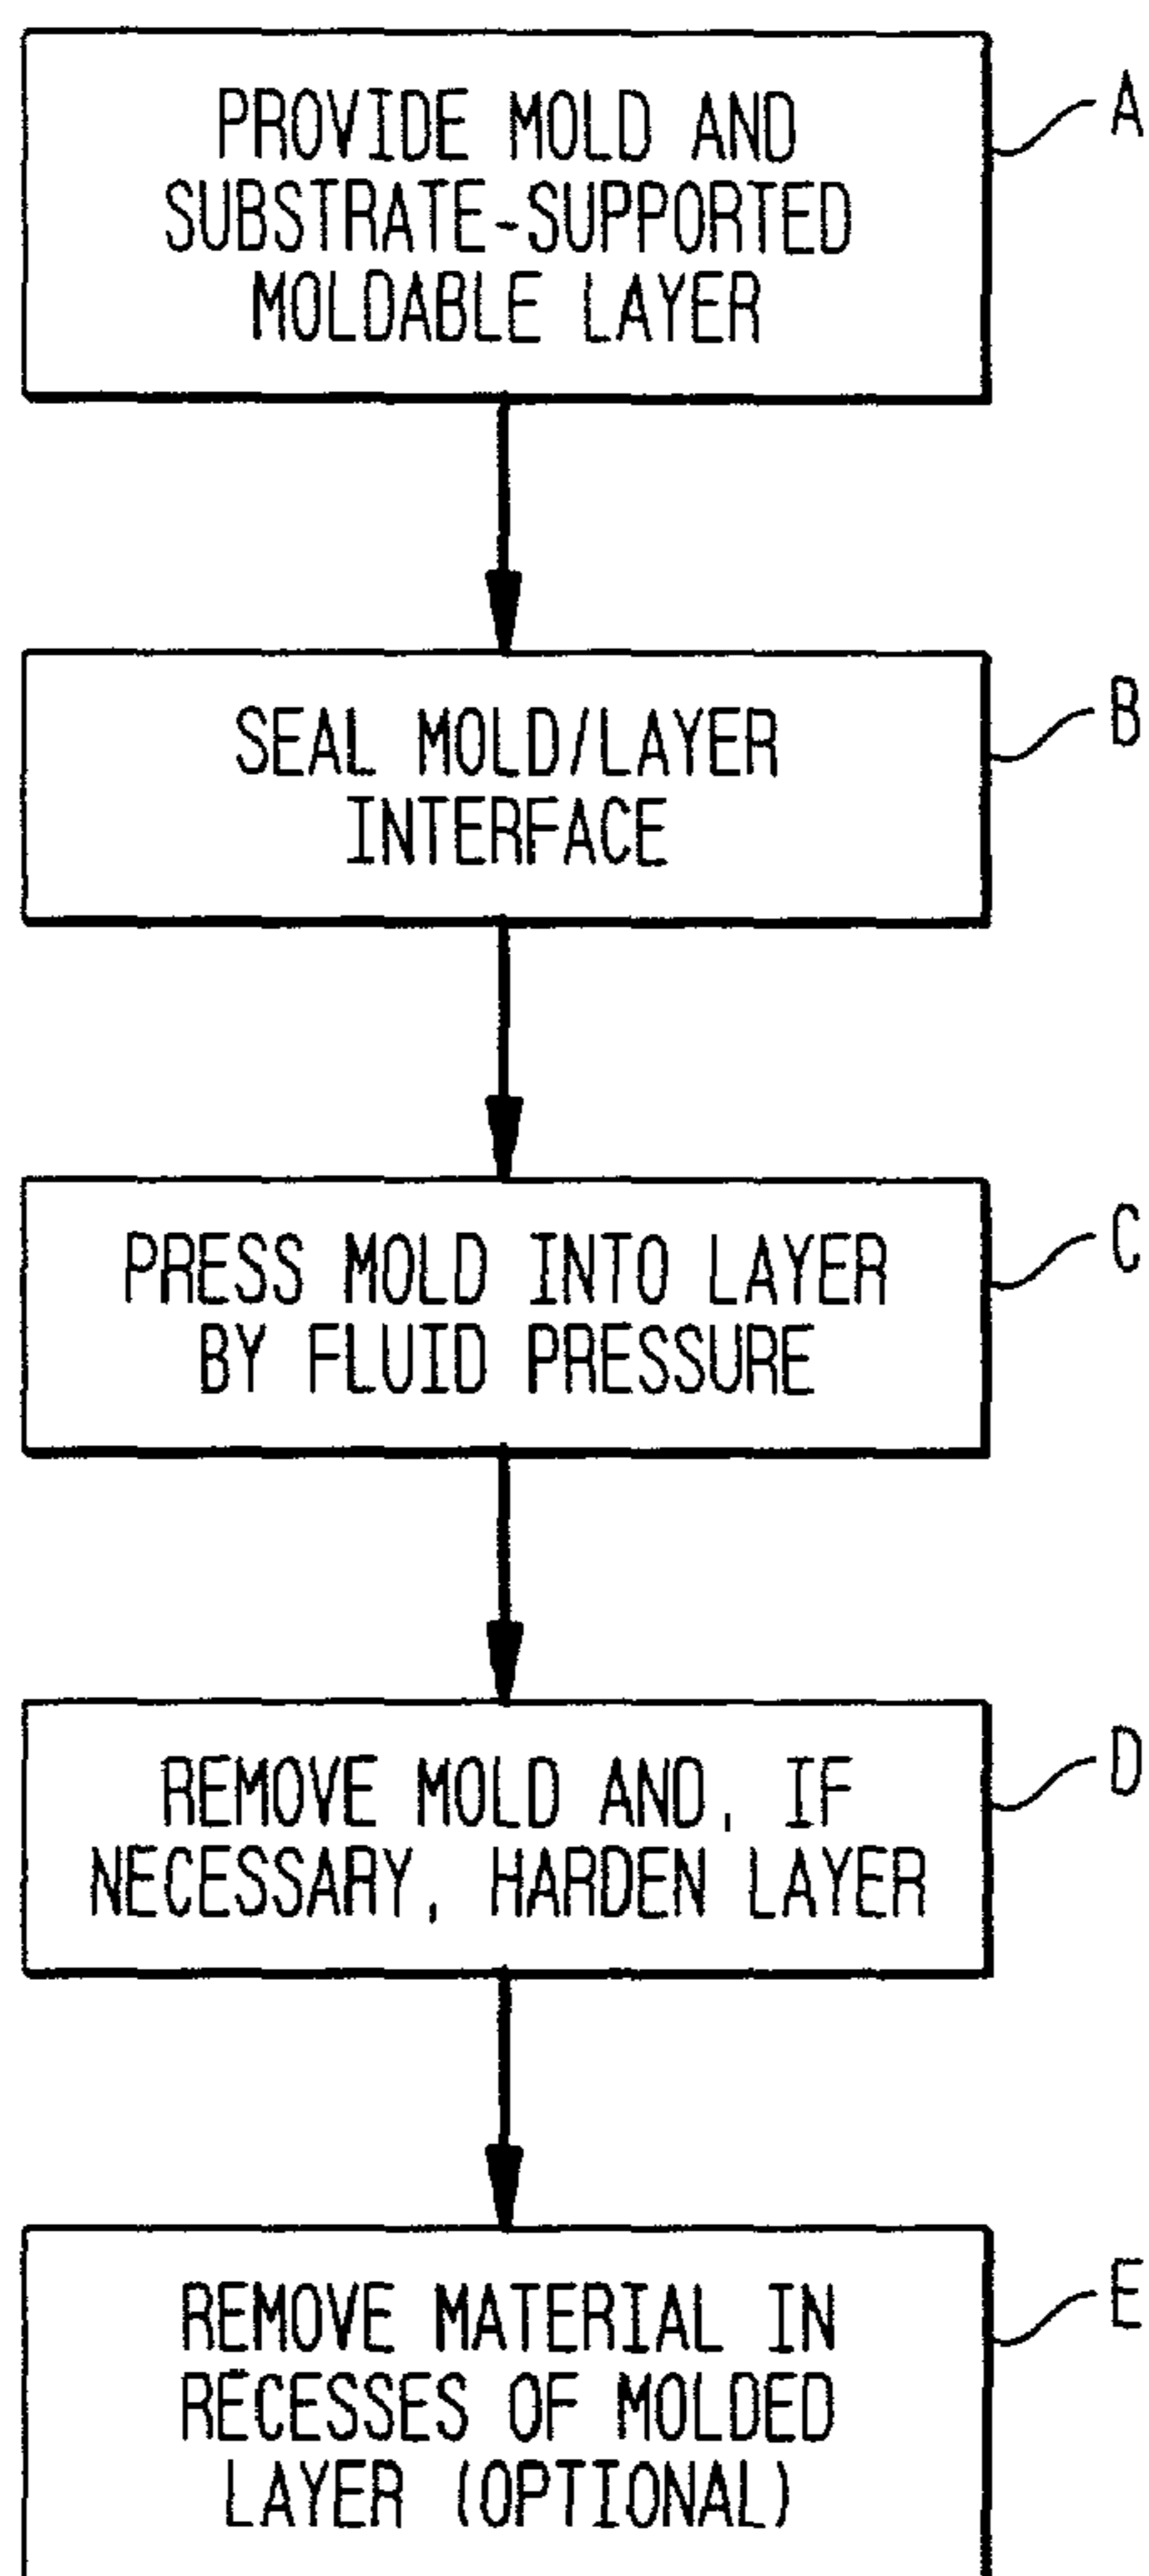 PROVIDE MOLD AND
SUBSTRATE-SUPPORTED
MOLDABLE LAYER
A
SEAL MOLD/LAYER
INTERFACE
B
PRESS MOLD INTO LAYER
BY FLUID PRESSURE
C
REMOVE MOLD AND, IF
NECESSARY, HARDEN LAYER
D
REMOVE MATERIAL IN
RECESSES OF MOLDED
LAYER (OPTIONAL)
E